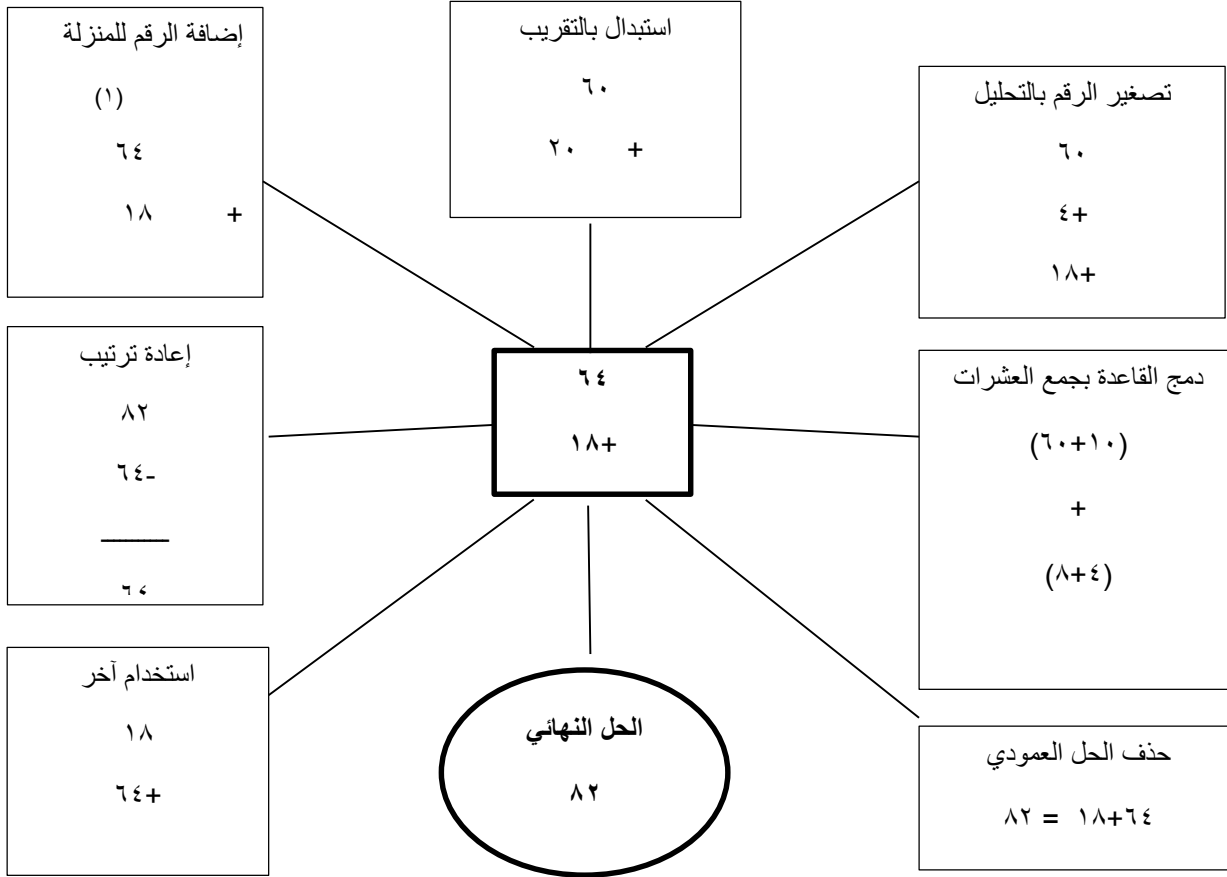 إضافة الرقم للمنزلة
(١)
٦٤
١٨ +
استبدال بالتقريب
٦٠
٢٠ +
تصغير الرقم بالتحليل
٦٠
٤+
١٨+
إعادة ترتيب
٨٢
٦٤-
٦٤
١٨+
دمج القاعدة بجمع العشرات
(٦٠+١٠)
+
(٨+٤)
استخدام آخر
١٨
٦٤+
الحل النهائي
٨٢
حذف الحل العمودي
٨٢ = ١٨+٦٤